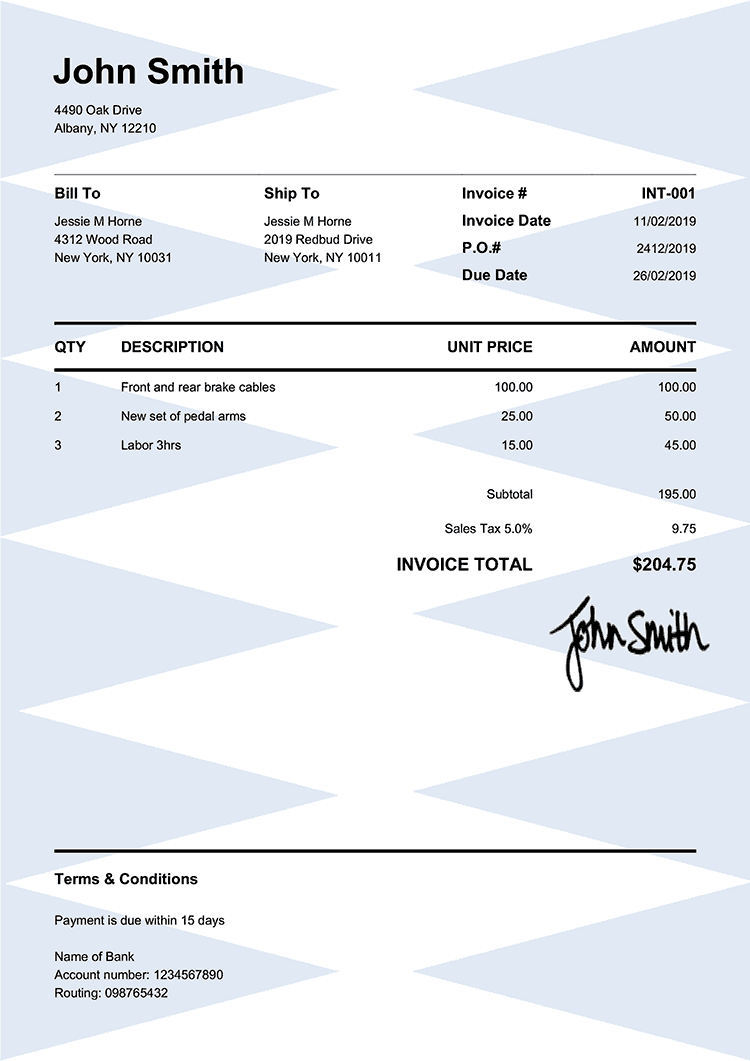 John Smith
4490 Oak Drive
Albany, NY 12210
Bill To
Jessie M Horne
4312 Wood Road
New York, NY 10031
Ship To
Jessie M Horne
2019 Redbud Drive
New York, NY 10011
Invoice # INT-001
Invoice Date 11/02/2019
P.O.# 2412/2019
Due Date 26/02/2019
QTY DESCRIPTION UNIT PRICE AMOUNT
1 Front and rear brake cables 100.00 100.00
2 New set of pedal arms 25.00 50.00
3 Labor 3hrs 15.00 45.00
Subtotal 195.00
Sales Tax 5.0% 9.75
INVOICE TOTAL $204.75
John Smith
Terms & Conditions
Payment is due within 15 days
Name of Bank
Account number: 1234567890
Routing: 098765432